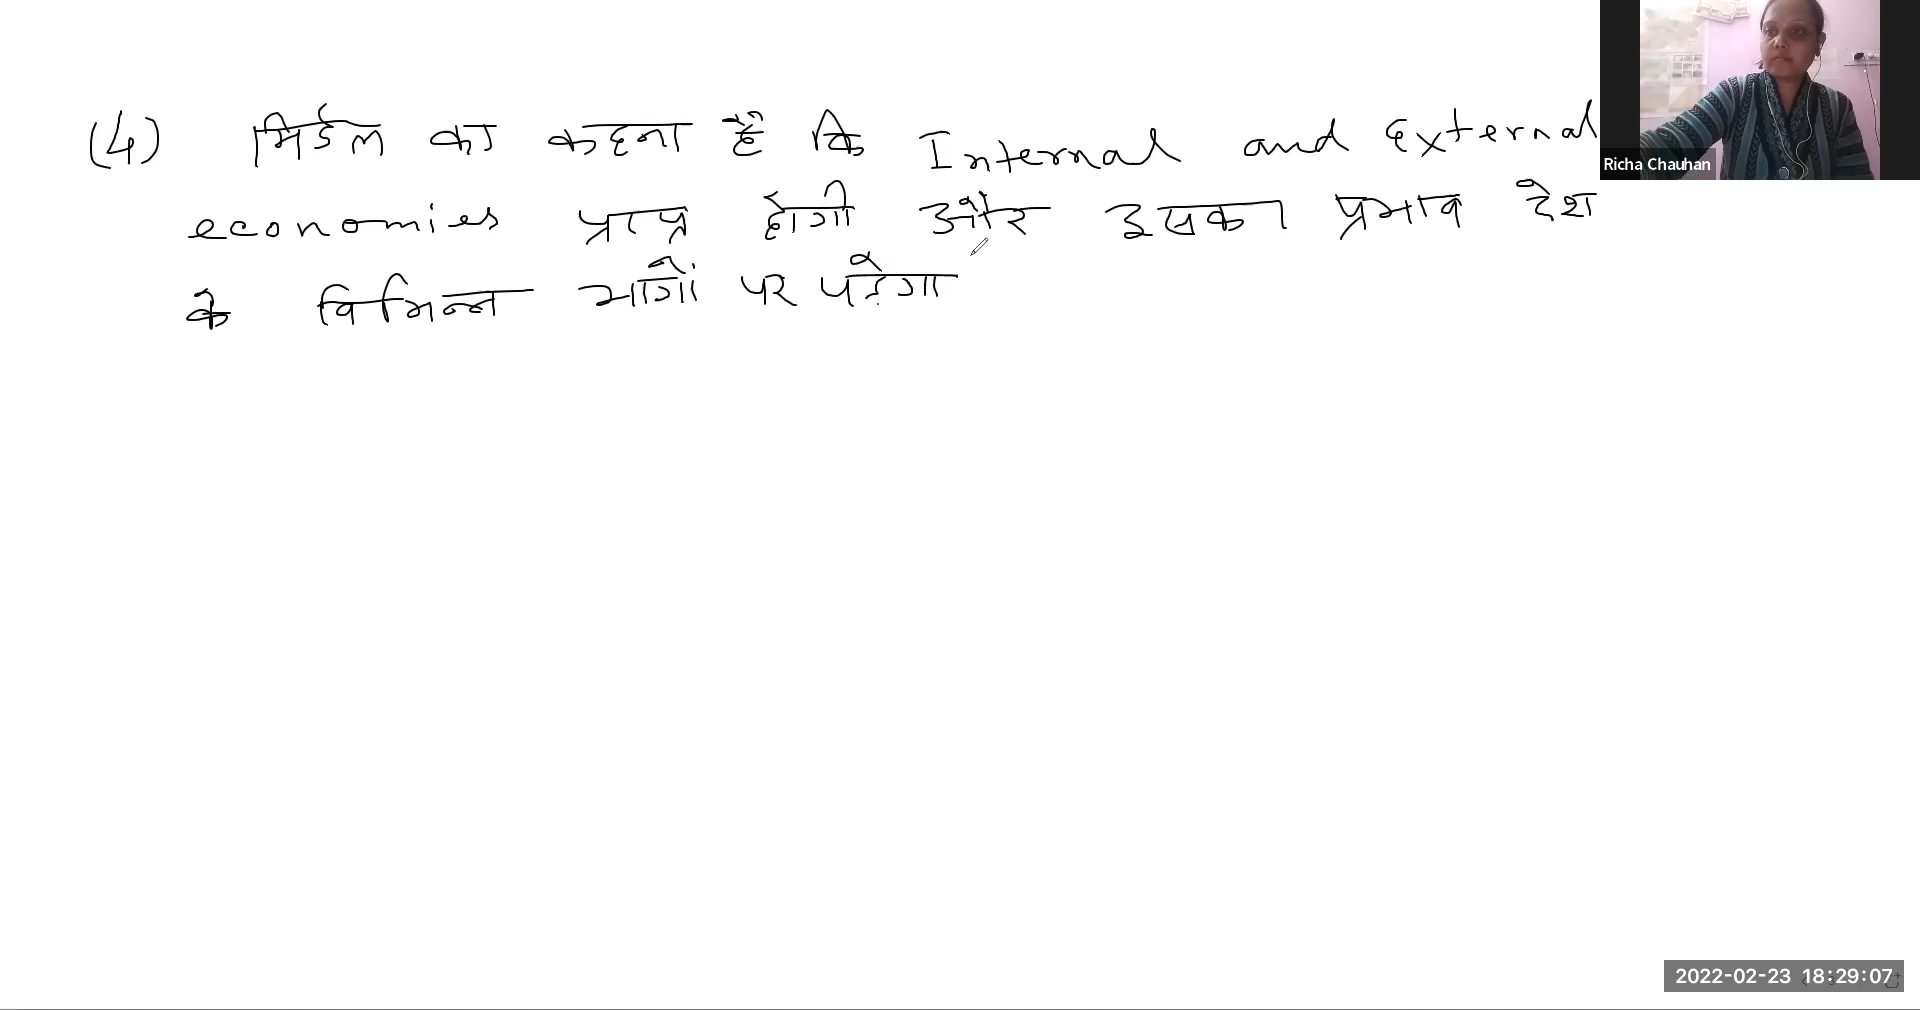 (4) मिर्डल का कहना है कि Internal and External
economies प्राप्त होगी और इसका प्रभाव देश
के विभिन्न भागों पर पड़ेगा
Richa Chauhan
2022-02-23 18:29:07